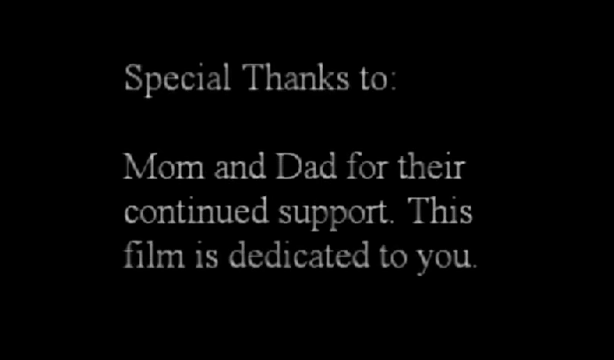 Special Thanks to:
Mom and Dad for their
continued support. This
film is dedicated to you.